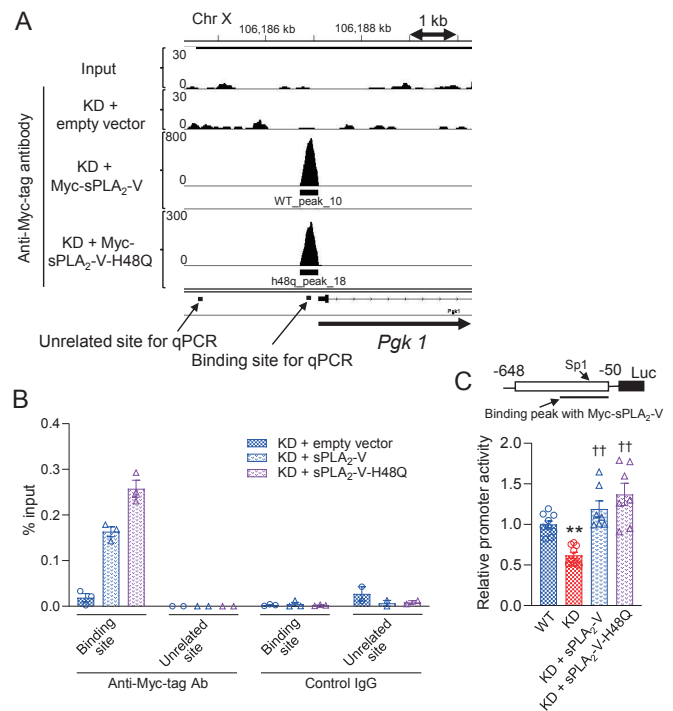 A
Chr X
106,186 kb
106,188 kb
1 kb
Input
30
0
Anti-Myc-tag antibody
KD +
empty vector
30
0
KD +
Myc-sPLA₂-V
800
0
WT_peak_10
KD + Myc-
sPLA₂-V-H48Q
300
0
h48q_peak_18
Pgk1
Unrelated site for qPCR
Binding site for qPCR
Pgk 1
B
% input
0.4
0.3
0.2
0.1
0.0
KD + empty vector
KD + sPLA₂-V
KD + sPLA₂-V-H48Q
Binding
site
Unrelated
site
Binding
site
Unrelated
site
Anti-Myc-tag Ab
Control IgG
C
Sp1
-648
-50
Luc
Binding peak with Myc-sPLA₂-V
Relative promoter activity
2.0
1.5
1.0
0.5
0.0
**
††
††
WT
KD
KD + sPLA₂-V
KD + sPLA₂-V-H48Q